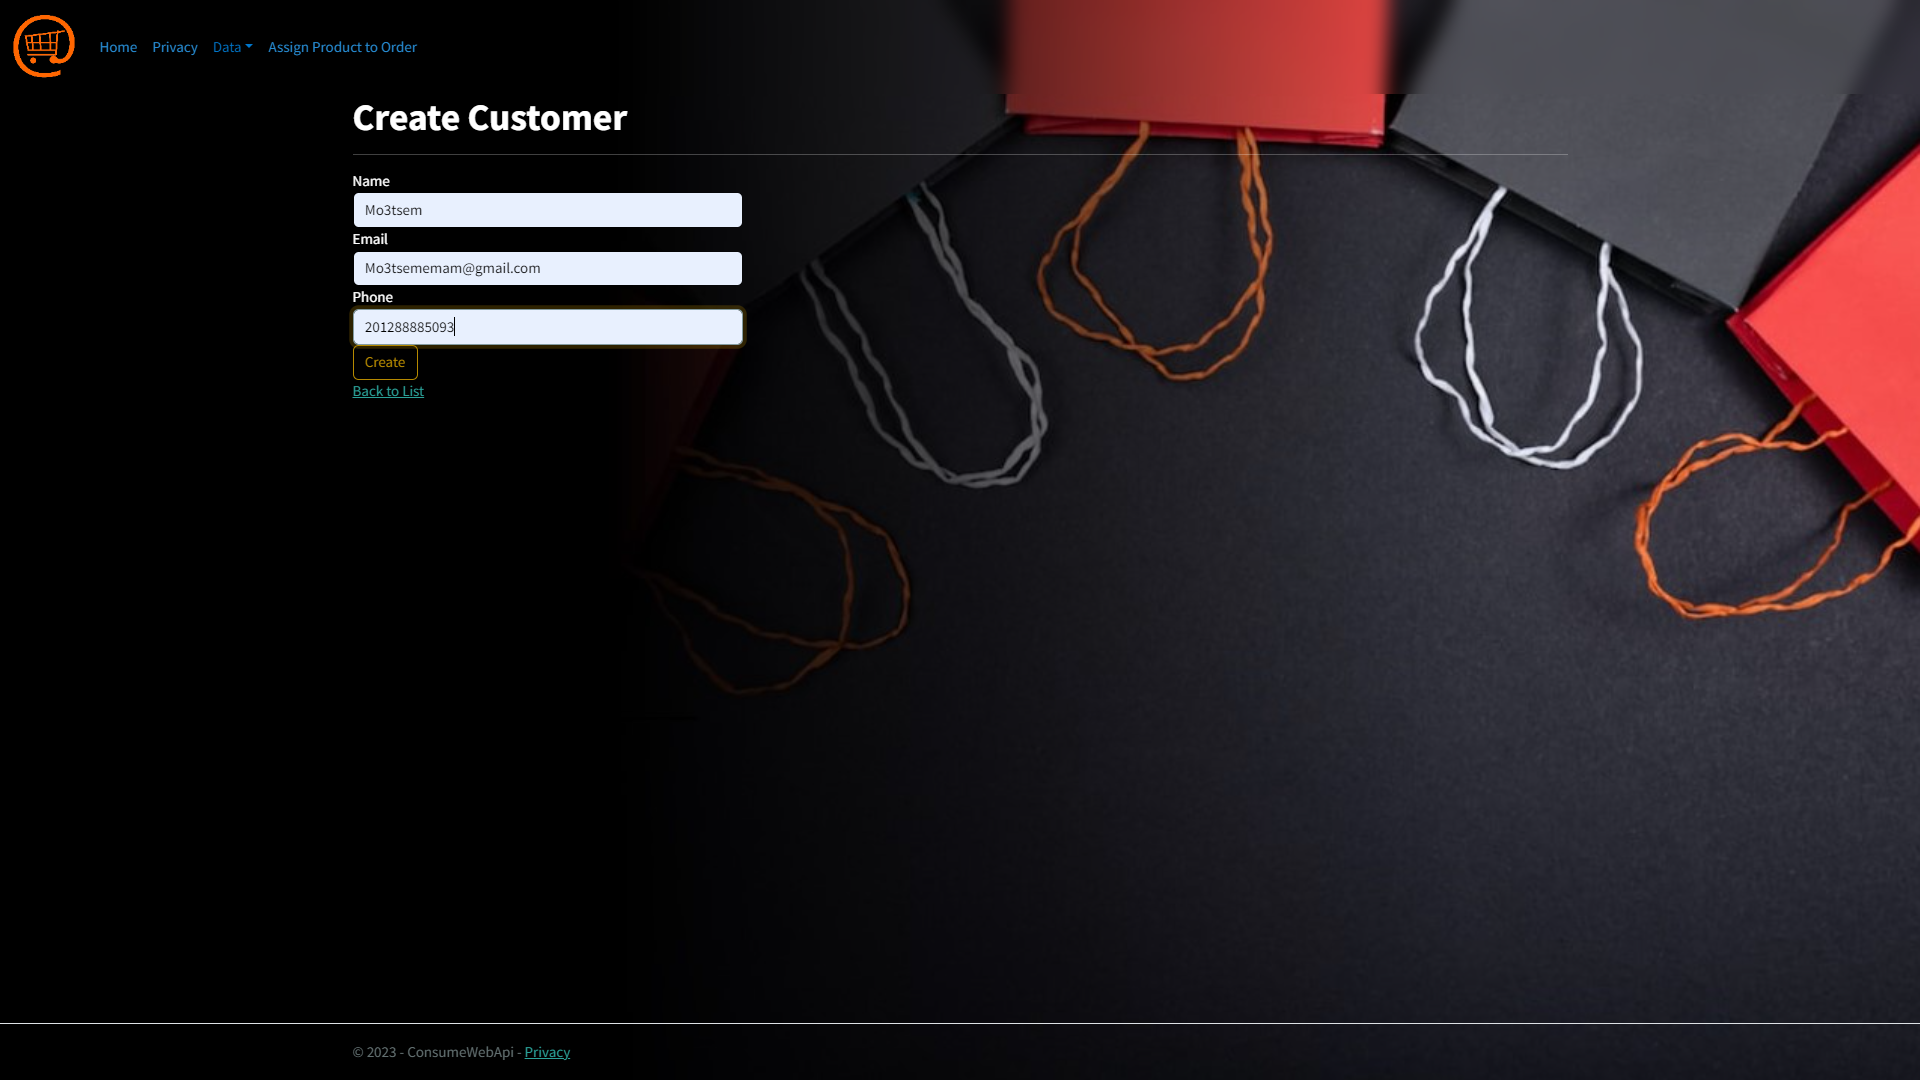 Home Privacy Data Assign Product to Order
Create Customer
Name
Mo3tsem
Email
Mo3tsememam@gmail.com
Phone
201288885093
Create
Back to List
© 2023 - ConsumeWebApi - Privacy